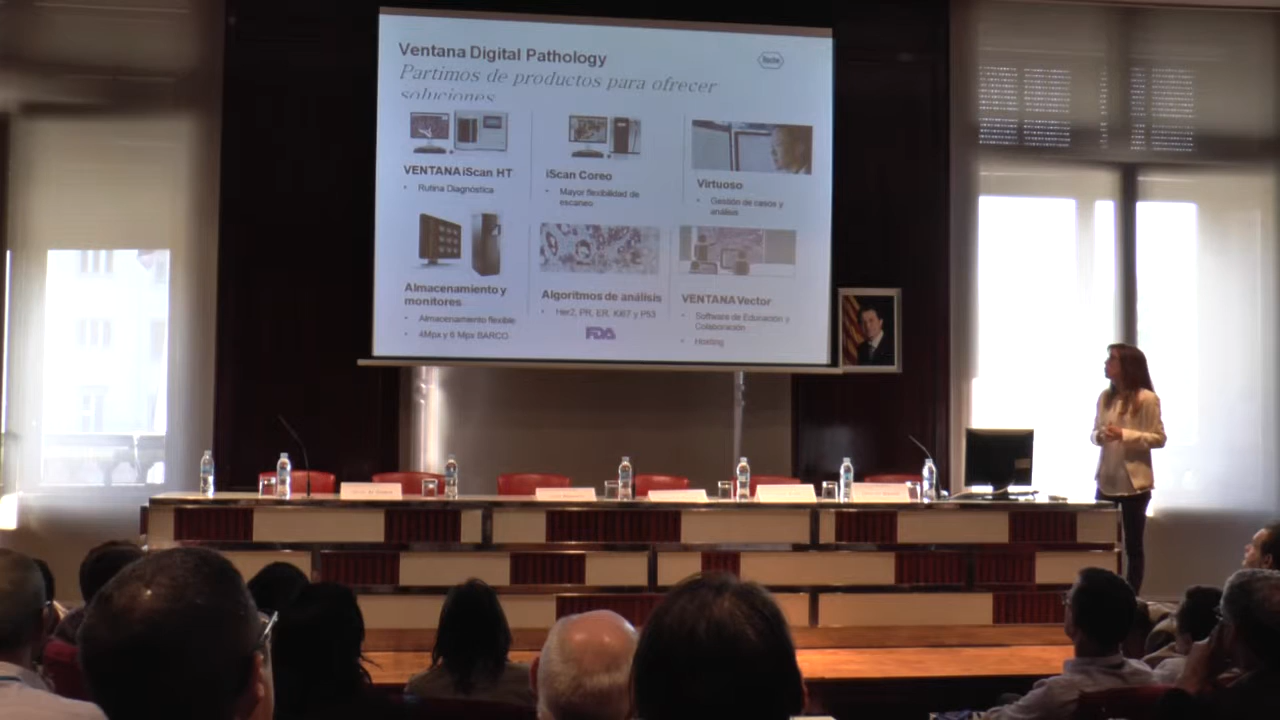 Ventana Digital Pathology
Roche
Partimos de productos para ofrecer
soluciones
VENTANA iScan HT
• Rutina Diagnóstica
iScan Coreo
• Mayor flexibilidad de
escaneo
Virtuoso
• Gestión de casos y
análisis
Almacenamiento y
monitores
• Almacenamiento flexible
• 4Mpx y 6 Mpx BARCO
Algoritmos de análisis
• Her2, PR, ER, Ki67 y P53
FDA
VENTANA Vector
• Software de Educación y
Colaboración
• Hosting